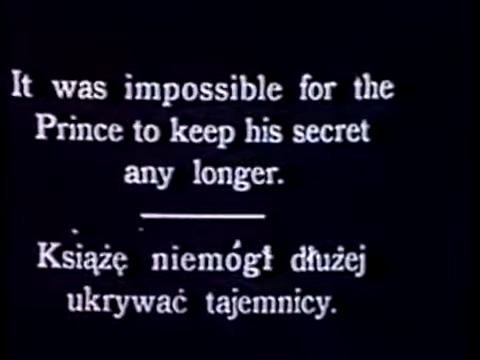 It was impossible for the
Prince to keep his secret
any longer.
Książę niemógł dłużej
ukrywać tajemnicy.